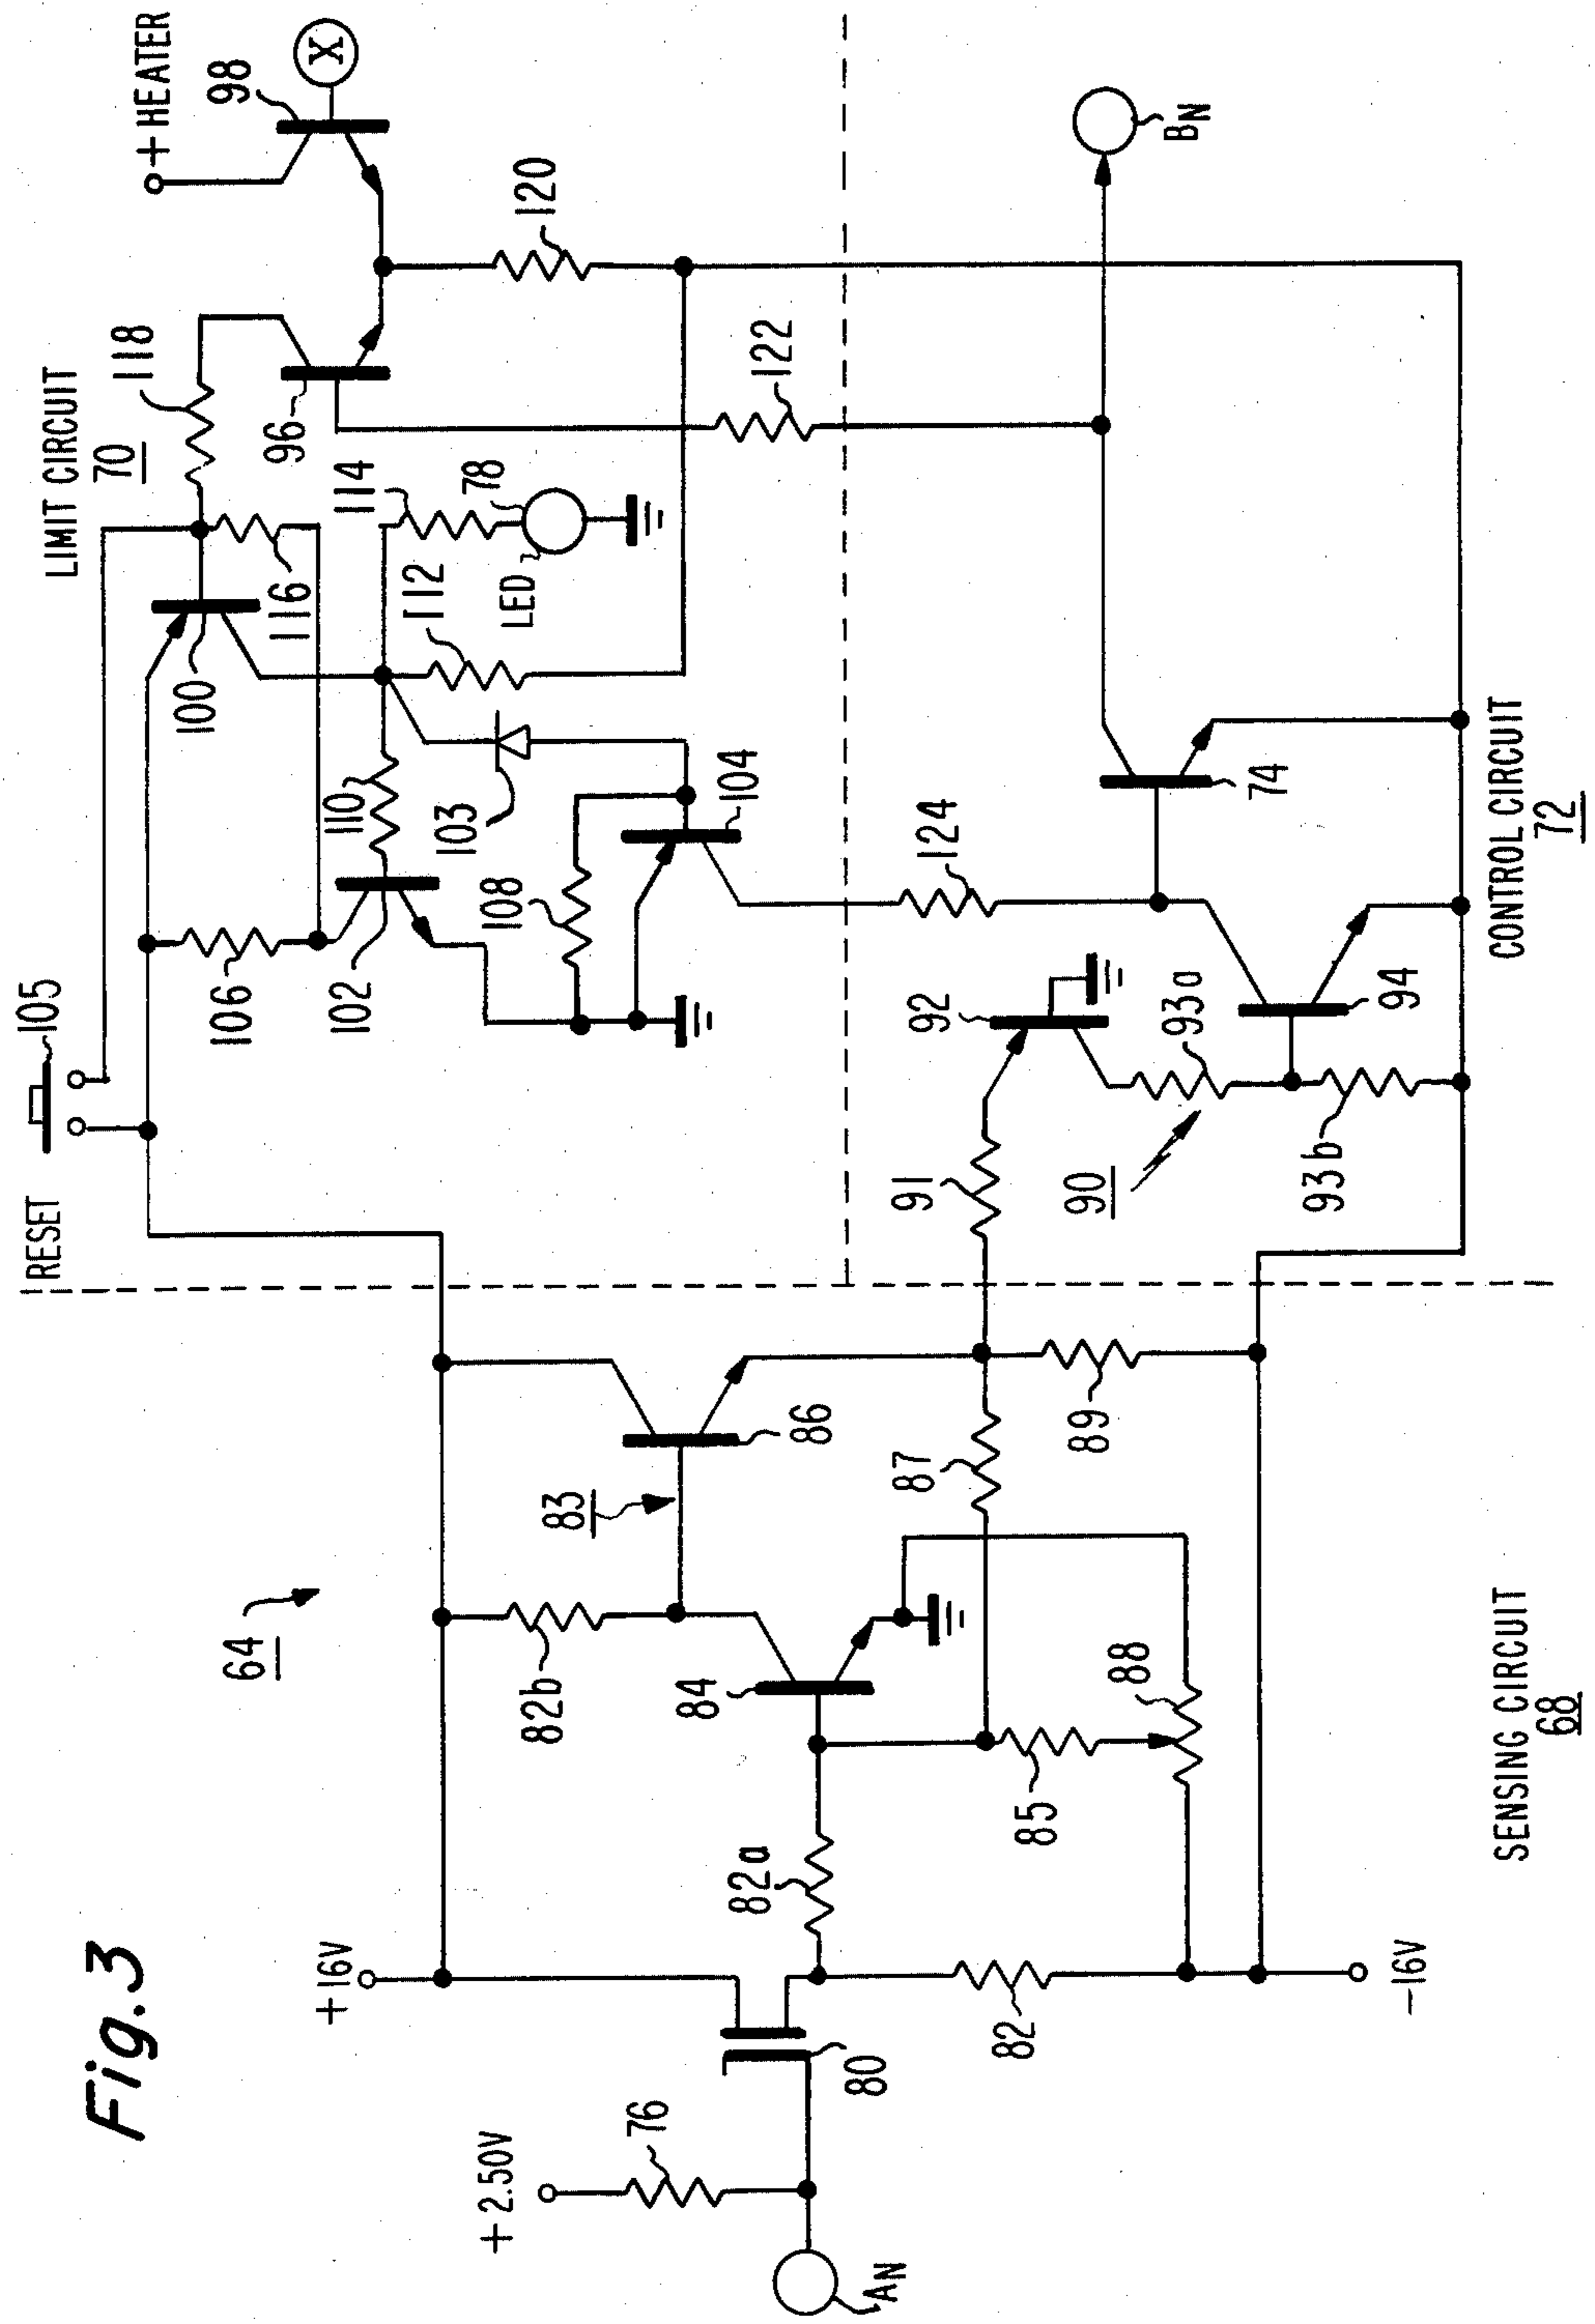 Fig.3
64
RESET
105
LIMIT CIRCUIT
70
118
+ HEATER
98
X
106
100
116
96
102
110
114
78
LED
112
103
120
108
104
122
+16V
82b
83
86
84
+2.50V
76
80
AN
82a
82
85
88
87
89
91
92
90
93a
93b
94
124
74
BN
-16V
SENSING CIRCUIT
68
CONTROL CIRCUIT
72